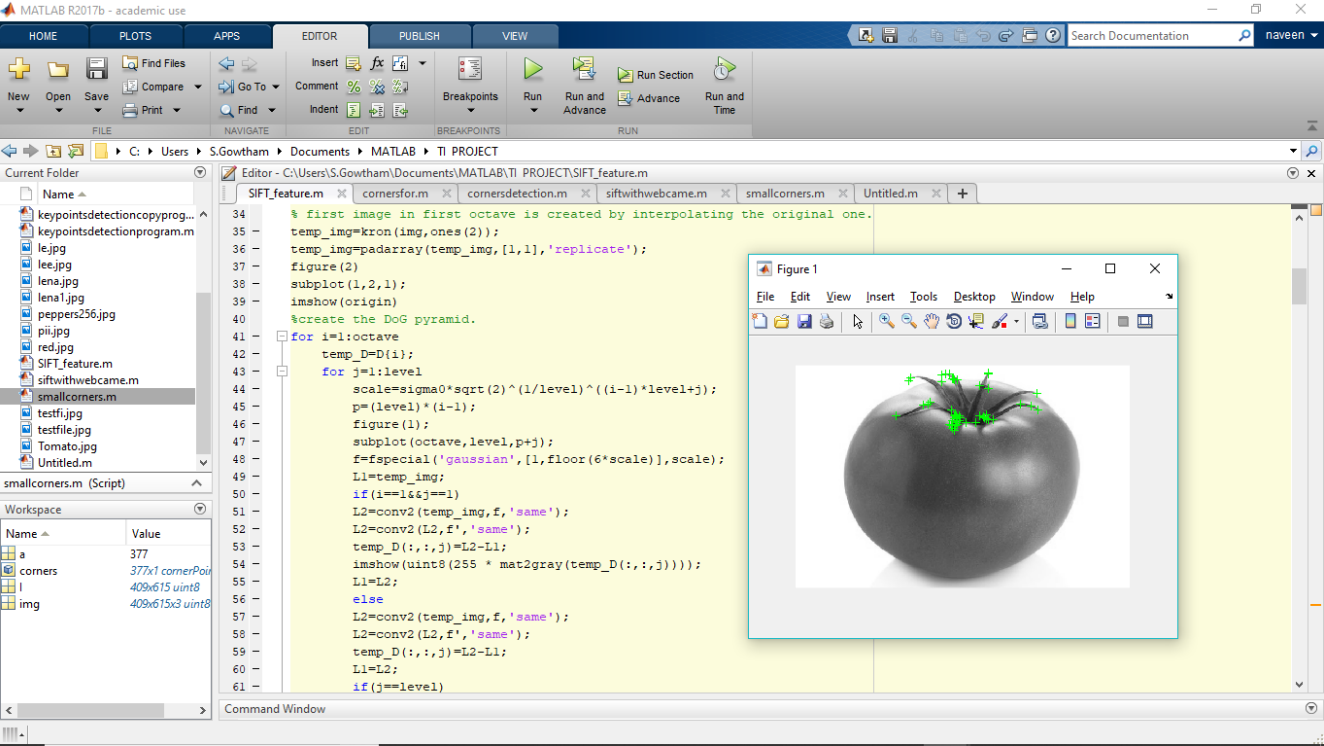 MATLAB R2017b - academic use
HOME PLOTS APPS EDITOR PUBLISH VIEW
Search Documentation naveen
New Open Save
Find Files
Compare
Print
FILE
Go To
Find
NAVIGATE
Insert fx
Comment
Indent
EDIT
Breakpoints
BREAKPOINTS
Run
Run and Advance
Run Section
Advance
Run and Time
RUN
C: Users S.Gowtham Documents MATLAB TI PROJECT
Current Folder
Name
keypointsdetectioncopyprog...
keypointsdetectionprogram.m
le.jpg
lee.jpg
lena.jpg
lena1.jpg
peppers256.jpg
pii.jpg
red.jpg
SIFT_feature.m
siftwithwebcame.m
smallcorners.m
testfi.jpg
testfile.jpg
Tomato.jpg
Untitled.m
smallcorners.m (Script)
Workspace
Name Value
a 377
corners 377x1 cornerPoi
I 409x615 uint8
img 409x615x3 uint8
Editor - C:\Users\S.Gowtham\Documents\MATLAB\TI PROJECT\SIFT_feature.m
SIFT_feature.m cornersfor.m cornersdetection.m siftwithwebcame.m smallcorners.m Untitled.m
34 % first image in first octave is created by interpolating the original one.
35 – temp_img=kron(img,ones(2));
36 – temp_img=padarray(temp_img,[1,1],'replicate');
37 – figure(2)
38 – subplot(1,2,1);
39 – imshow(origin)
40 %create the DoG pyramid.
41 – for i=1:octave
42 – temp_D=D{i};
43 – for j=1:level
44 – scale=sigma0*sqrt(2)^(1/level)^((i-1)*level+j);
45 – p=(level)*(i-1);
46 – figure(1);
47 – subplot(octave,level,p+j);
48 – f=fspecial('gaussian',[1,floor(6*scale)],scale);
49 – L1=temp_img;
50 – if(i==1&&j==1)
51 – L2=conv2(temp_img,f,'same');
52 – L2=conv2(L2,f','same');
53 – temp_D(:,:,j)=L2-L1;
54 – imshow(uint8(255 * mat2gray(temp_D(:,:,j))));
55 – L1=L2;
56 – else
57 – L2=conv2(temp_img,f,'same');
58 – L2=conv2(L2,f','same');
59 – temp_D(:,:,j)=L2-L1;
60 – L1=L2;
61 – if(j==level)
Figure 1
File Edit View Insert Tools Desktop Window Help
Command Window